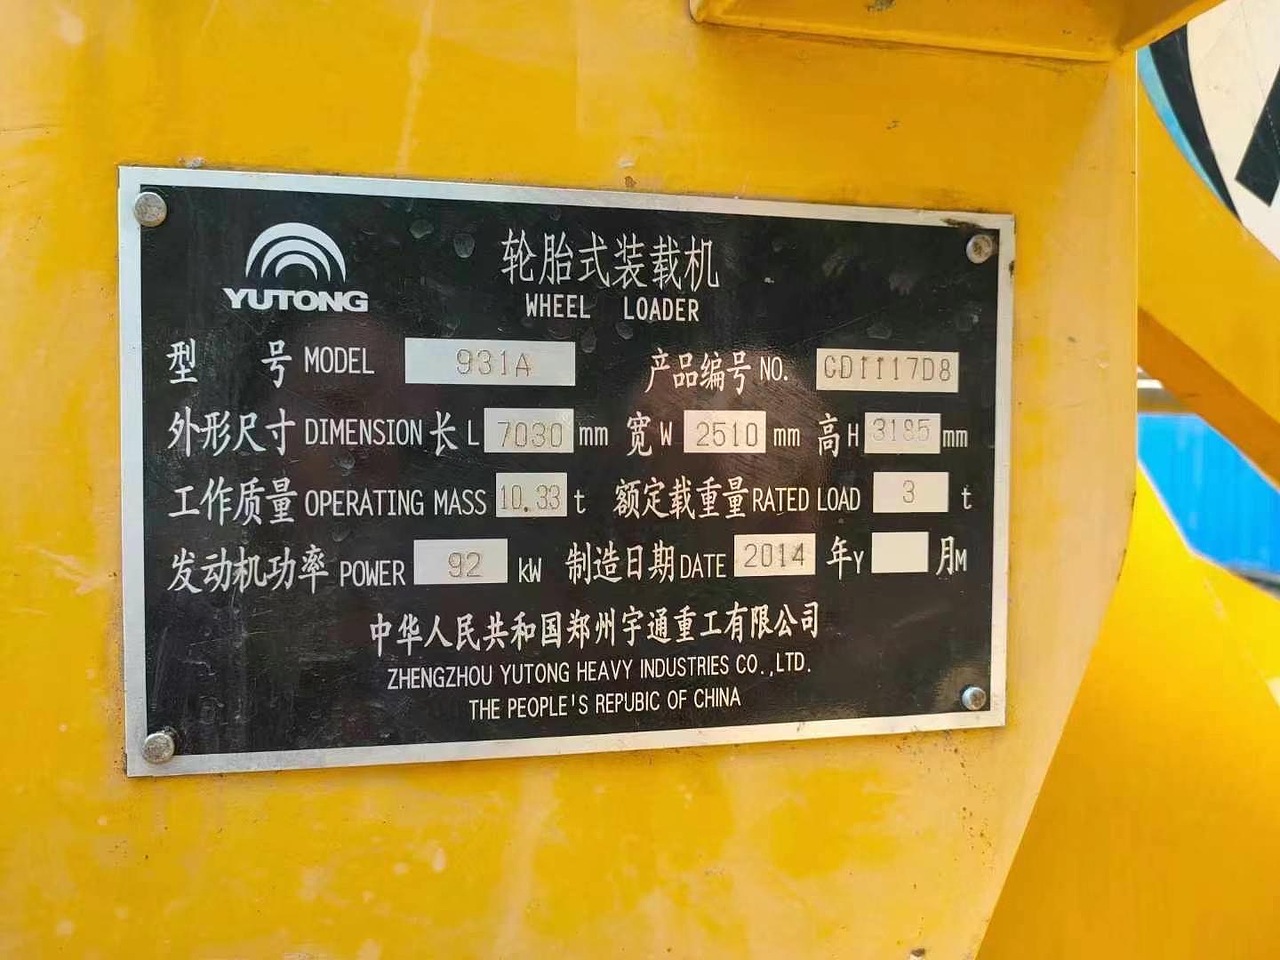 YUTONG
轮胎式装载机
WHEEL LOADER
型 号 MODEL 931A 产品编号 NO. CD1117D8
外形尺寸 DIMENSION 长 L 7030 mm 宽 W 2510 mm 高 H 3185 mm
工作质量 OPERATING MASS 10.33 t 额定载重量 RATED LOAD 3 t
发动机功率 POWER 92 kW 制造日期 DATE 2014 年Y 月M
中华人民共和国郑州宇通重工有限公司
ZHENGZHOU YUTONG HEAVY INDUSTRIES CO.,LTD.
THE PEOPLE'S REPUBIC OF CHINA